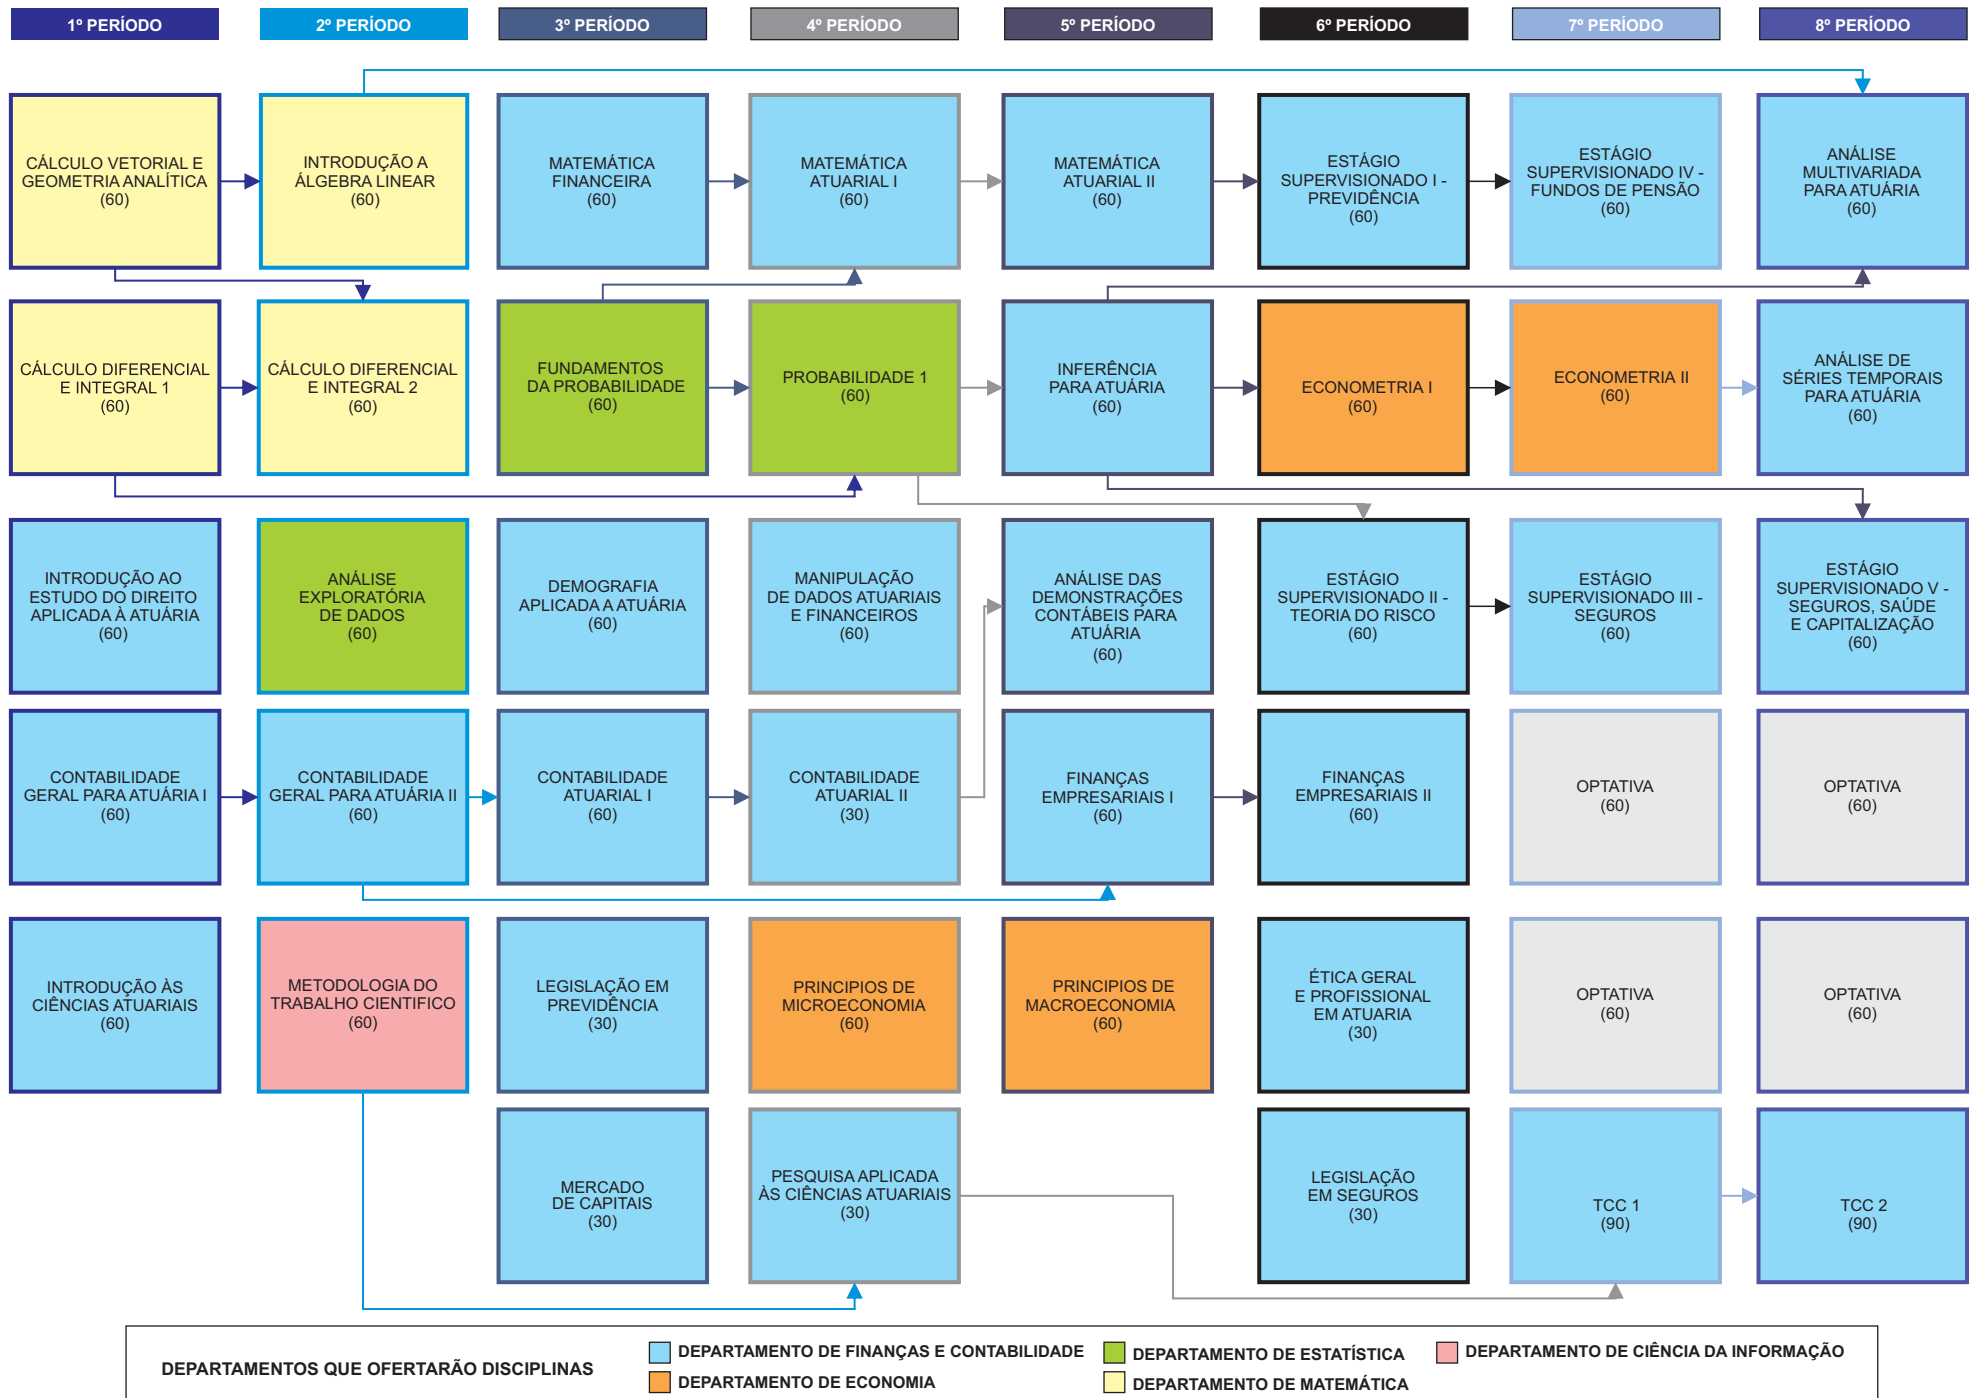 1º PERÍODO
2º PERÍODO
3º PERÍODO
4º PERÍODO
5º PERÍODO
6º PERÍODO
7º PERÍODO
8º PERÍODO
CÁLCULO VETORIAL E
GEOMETRIA ANALÍTICA
(60)
INTRODUÇÃO A
ÁLGEBRA LINEAR
(60)
MATEMÁTICA
FINANCEIRA
(60)
MATEMÁTICA
ATUARIAL I
(60)
MATEMÁTICA
ATUARIAL II
(60)
ESTÁGIO
SUPERVISIONADO I -
PREVIDÊNCIA
(60)
ESTÁGIO
SUPERVISIONADO IV -
FUNDOS DE PENSÃO
(60)
ANÁLISE
MULTIVARIADA
PARA ATUÁRIA
(60)
CÁLCULO DIFERENCIAL
E INTEGRAL 1
(60)
CÁLCULO DIFERENCIAL
E INTEGRAL 2
(60)
FUNDAMENTOS
DA PROBABILIDADE
(60)
PROBABILIDADE 1
(60)
INFERÊNCIA
PARA ATUÁRIA
(60)
ECONOMETRIA I
(60)
ECONOMETRIA II
(60)
ANÁLISE DE
SÉRIES TEMPORAIS
PARA ATUÁRIA
(60)
INTRODUÇÃO AO
ESTUDO DO DIREITO
APLICADA À ATUÁRIA
(60)
ANÁLISE
EXPLORATÓRIA
DE DADOS
(60)
DEMOGRAFIA
APLICADA A ATUÁRIA
(60)
MANIPULAÇÃO
DE DADOS ATUARIAIS
E FINANCEIROS
(60)
ANÁLISE DAS
DEMONSTRAÇÕES
CONTÁBEIS PARA
ATUÁRIA
(60)
ESTÁGIO
SUPERVISIONADO II -
TEORIA DO RISCO
(60)
ESTÁGIO
SUPERVISIONADO III -
SEGUROS
(60)
ESTÁGIO
SUPERVISIONADO V -
SEGUROS, SAÚDE
E CAPITALIZAÇÃO
(60)
CONTABILIDADE
GERAL PARA ATUÁRIA I
(60)
CONTABILIDADE
GERAL PARA ATUÁRIA II
(60)
CONTABILIDADE
ATUARIAL I
(60)
CONTABILIDADE
ATUARIAL II
(30)
FINANÇAS
EMPRESARIAIS I
(60)
FINANÇAS
EMPRESARIAIS II
(60)
OPTATIVA
(60)
OPTATIVA
(60)
INTRODUÇÃO ÀS
CIÊNCIAS ATUARIAIS
(60)
METODOLOGIA DO
TRABALHO CIENTIFICO
(60)
LEGISLAÇÃO EM
PREVIDÊNCIA
(30)
PRINCIPIOS DE
MICROECONOMIA
(60)
PRINCIPIOS DE
MACROECONOMIA
(60)
ÉTICA GERAL
E PROFISSIONAL
EM ATUARIA
(30)
OPTATIVA
(60)
OPTATIVA
(60)
MERCADO
DE CAPITAIS
(30)
PESQUISA APLICADA
ÀS CIÊNCIAS ATUARIAIS
(30)
LEGISLAÇÃO
EM SEGUROS
(30)
TCC 1
(90)
TCC 2
(90)
DEPARTAMENTOS QUE OFERTARÃO DISCIPLINAS
DEPARTAMENTO DE FINANÇAS E CONTABILIDADE
DEPARTAMENTO DE ESTATÍSTICA
DEPARTAMENTO DE CIÊNCIA DA INFORMAÇÃO
DEPARTAMENTO DE ECONOMIA
DEPARTAMENTO DE MATEMÁTICA